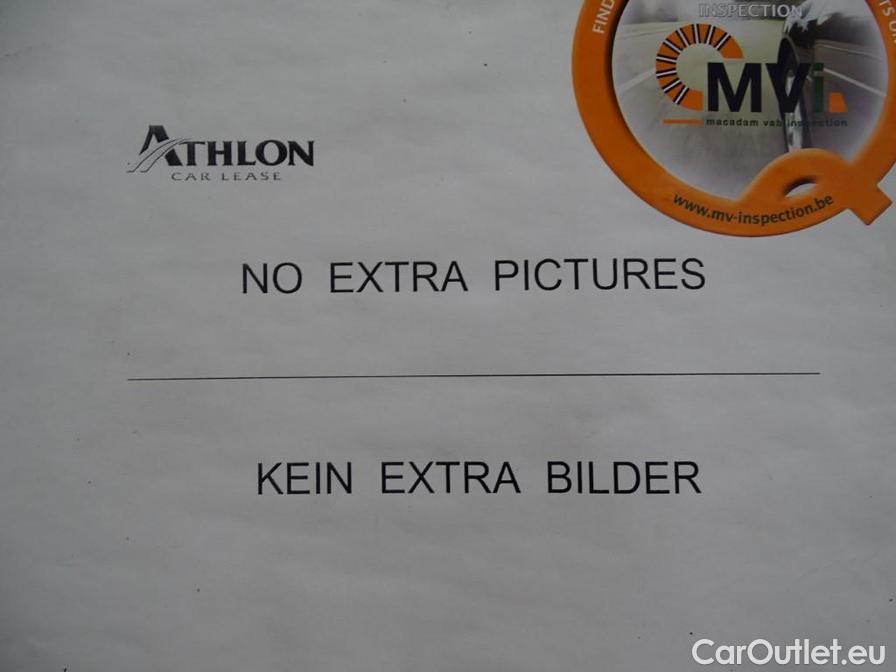 INSPECTION
FIND
MVi
macadam vab inspection
www.mv-inspection.be
ATHLON
CAR LEASE
NO EXTRA PICTURES
KEIN EXTRA BILDER
CarOutlet.eu